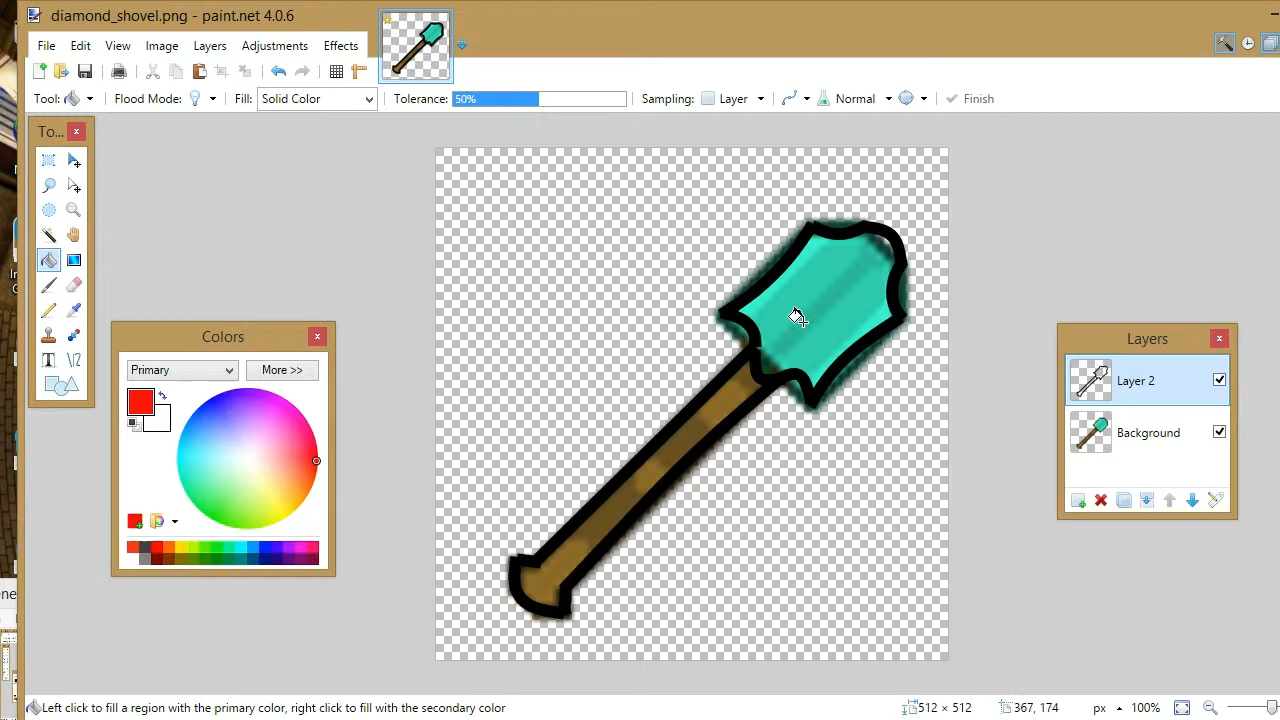 diamond_shovel.png - paint.net 4.0.6
File Edit View Image Layers Adjustments Effects
Tool: Flood Mode: Fill: Solid Color Tolerance: 50% Sampling: Layer Normal Finish
To...
Colors
Primary More >>
Layers
Layer 2
Background
Left click to fill a region with the primary color, right click to fill with the secondary color 512 × 512 367, 174 px 100%